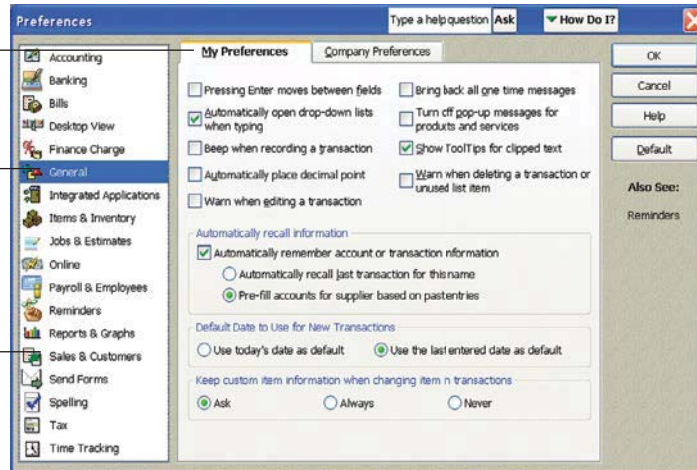 Preferences
Type a help question Ask
How Do I?
Accounting
Banking
Bills
Desktop View
Finance Charge
General
Integrated Applications
Items & Inventory
Jobs & Estimates
Online
Payroll & Employees
Reminders
Reports & Graphs
Sales & Customers
Send Forms
Spelling
Tax
Time Tracking
My Preferences
Company Preferences
Pressing Enter moves between fields
Automatically open drop-down lists
when typing
Beep when recording a transaction
Automatically place decimal point
Warn when editing a transaction
Bring back all one time messages
Turn off pop-up messages for
products and services
Show ToolTips for clipped text
Warn when deleting a transaction or
unused list item
Automatically recall information
Automatically remember account or transaction nformation
Automatically recall last transaction for this name
Pre-fill accounts for supplier based on past entries
Default Date to Use for New Transactions
Use today's date as default
Use the last entered date as default
Keep custom item information when changing item n transactions
Ask
Always
Never
OK
Cancel
Help
Default
Also See:
Reminders